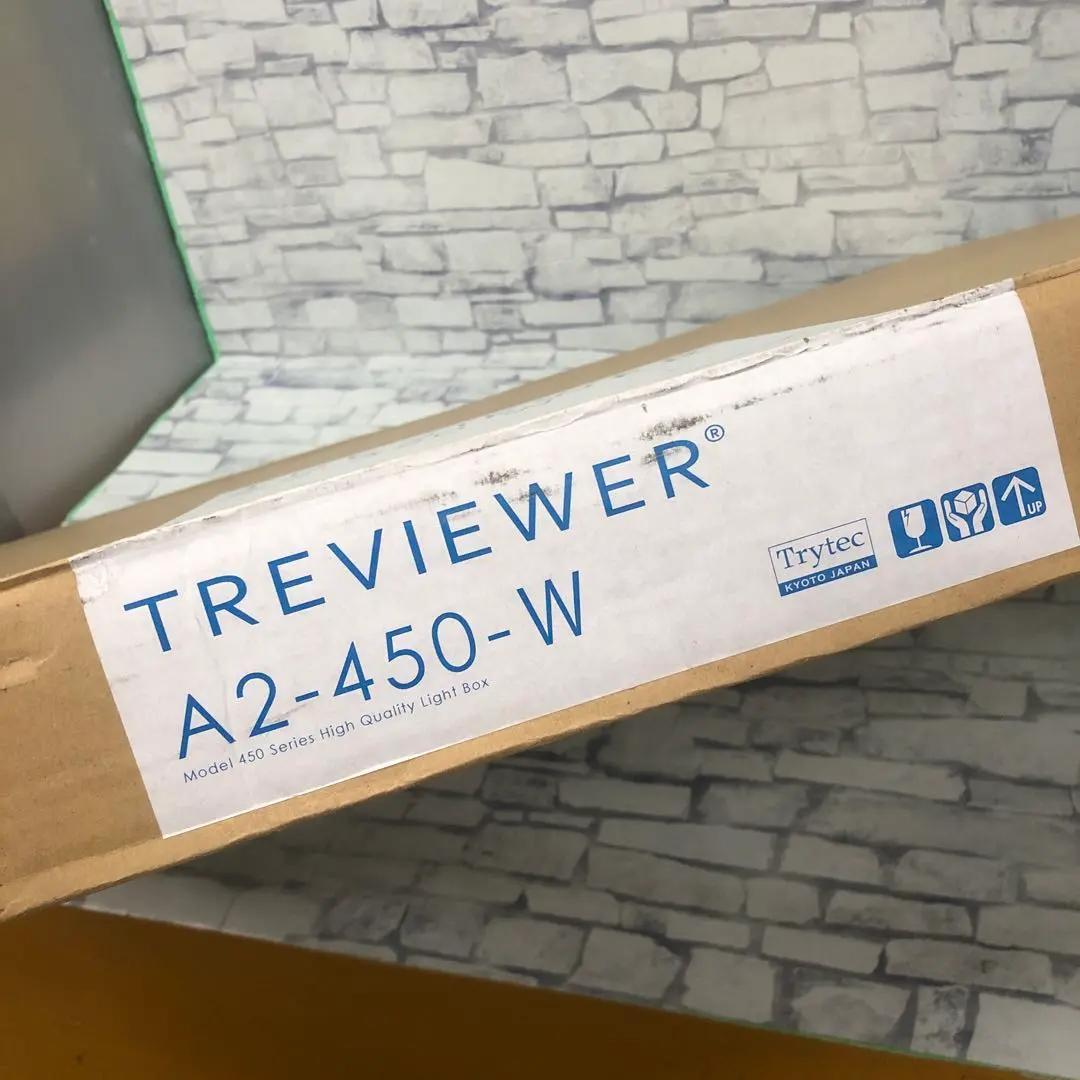 TREVIEWER®
A2-450-W
Model 450 Series High Quality Light Box
Trytec
KYOTO JAPAN
UP